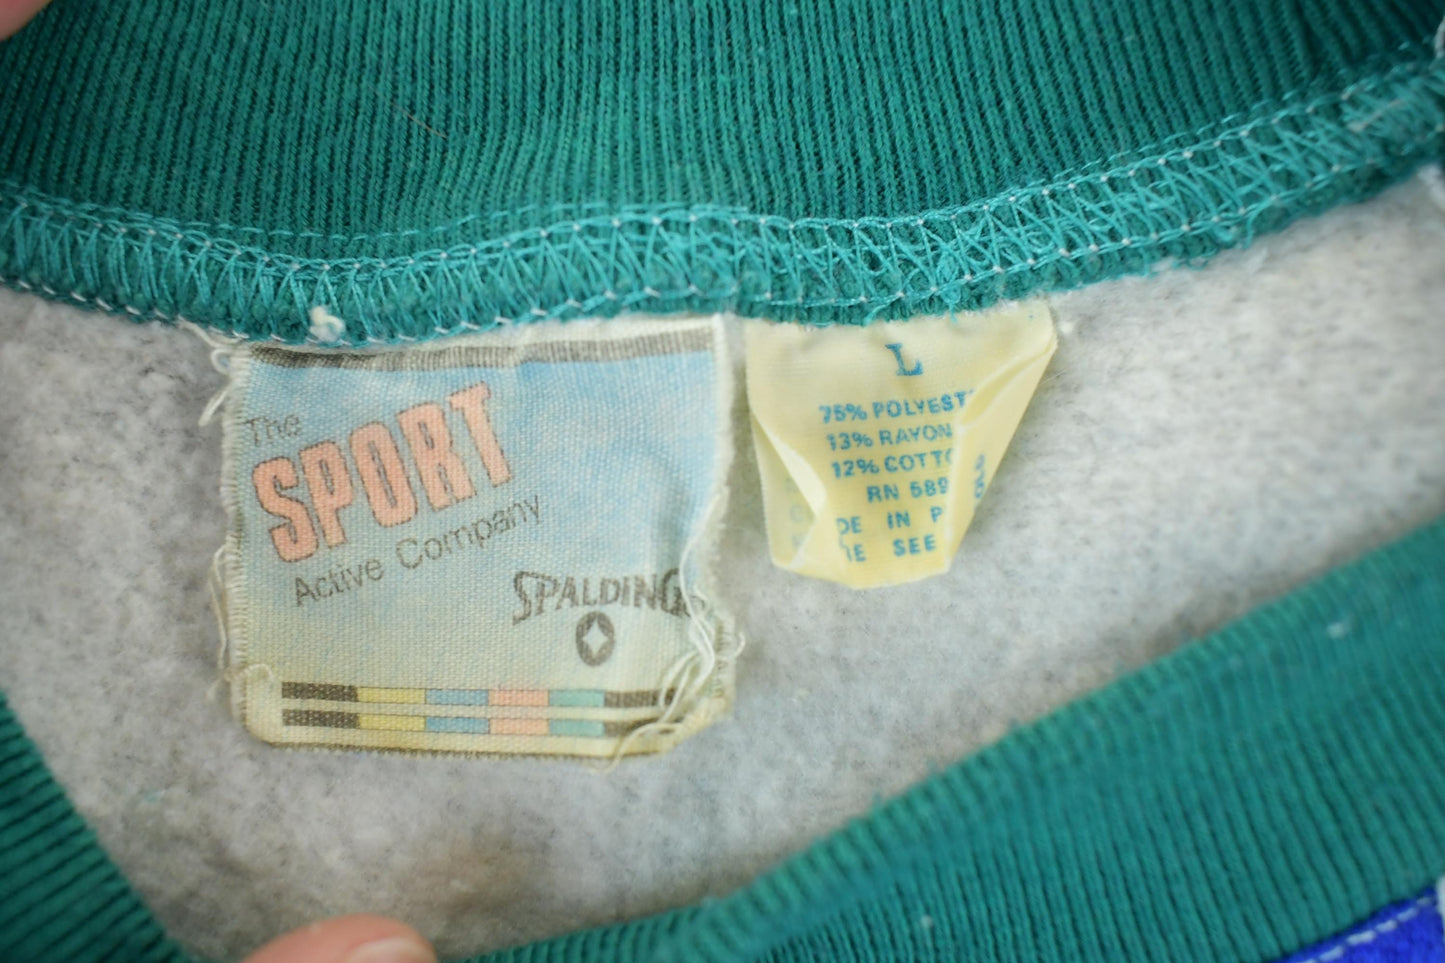 The
SPORT
Active Company
SPALDING
L
75% POLYEST
13% RAYON
12% COTTO
RN 589
DE IN P
E SEE